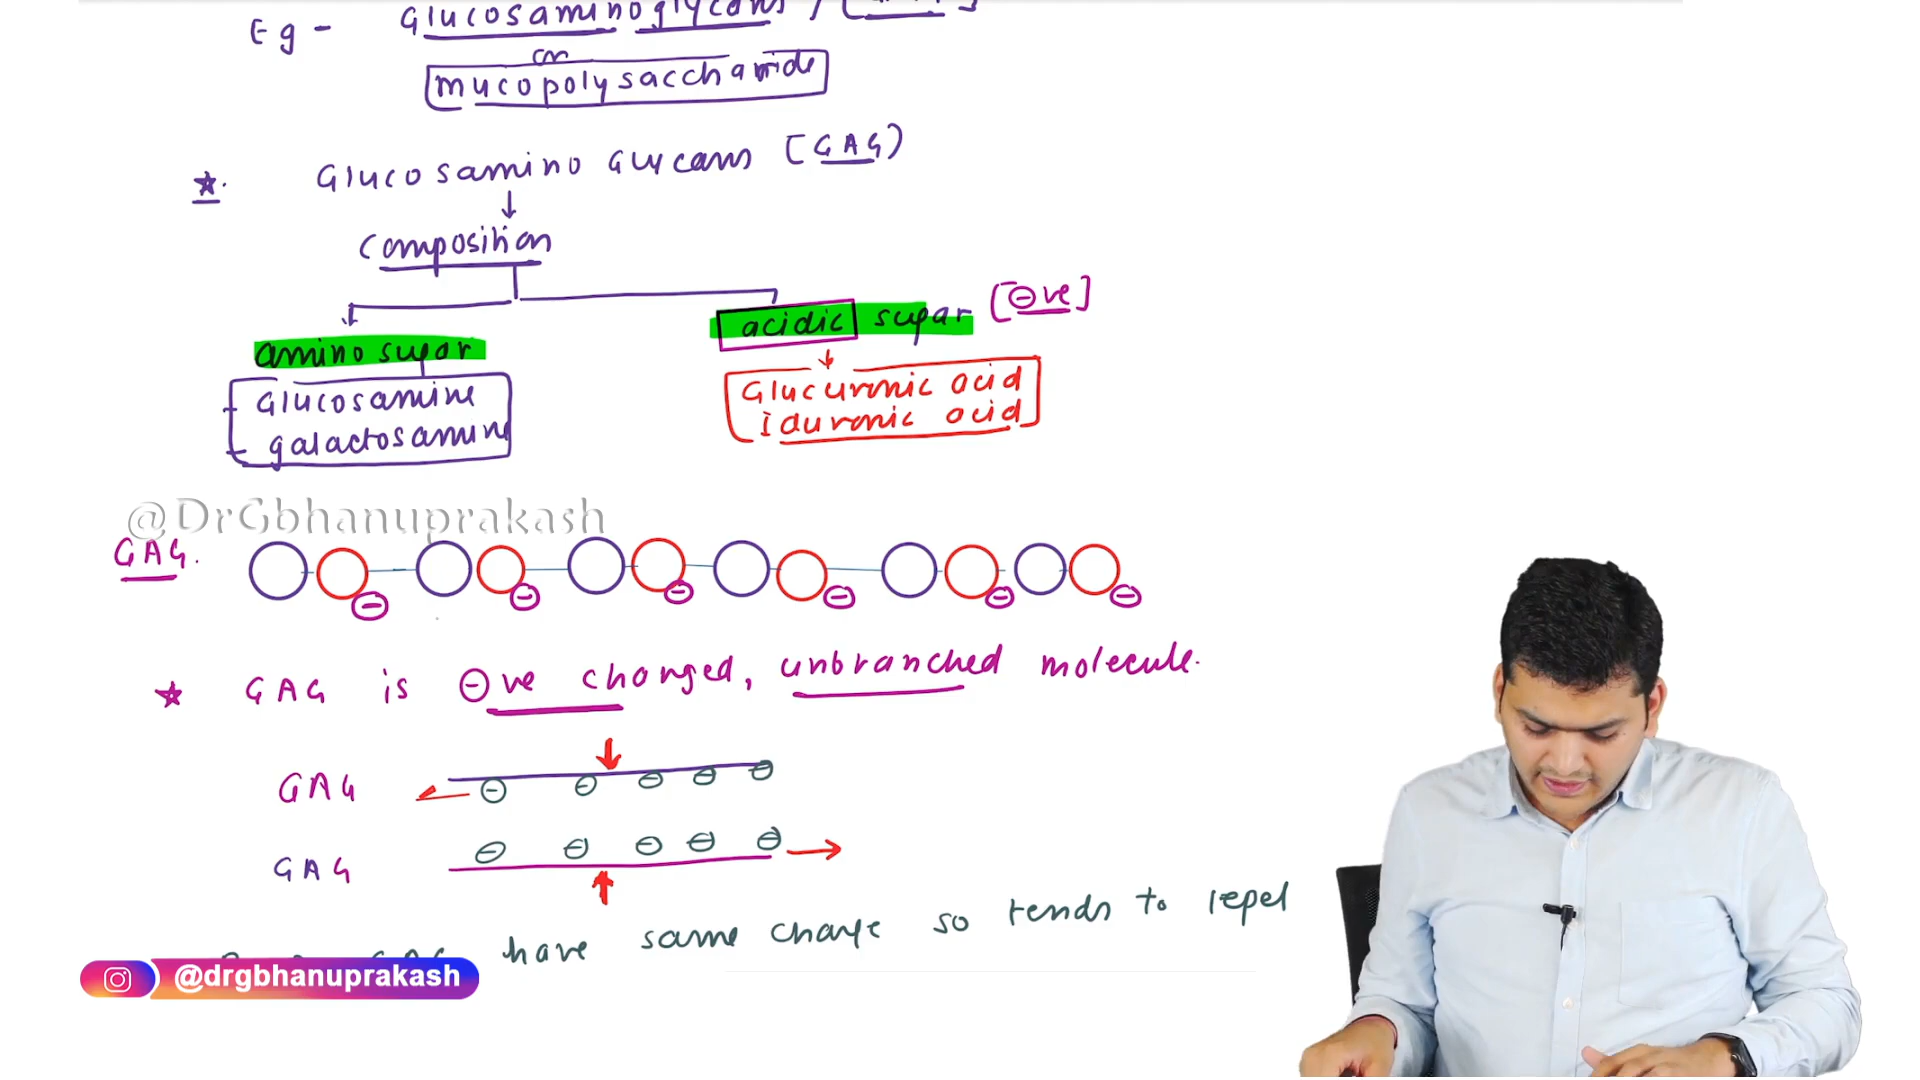 Eg - Glucosaminoglycans / [
or
mucopolysaccharide
★. Glucosamino Glycans [GAG)
composition
amino sugar
acidic sugar [⊖ve]
Glucosamine
galactosamine
Glucuronic acid
Iduronic acid
@DrGbhanuprakash
GAG.
★ GAG is ⊖ve charged, unbranched molecule.
GAG
GAG
GAG have same charge so tends to repel
@drgbhanuprakash